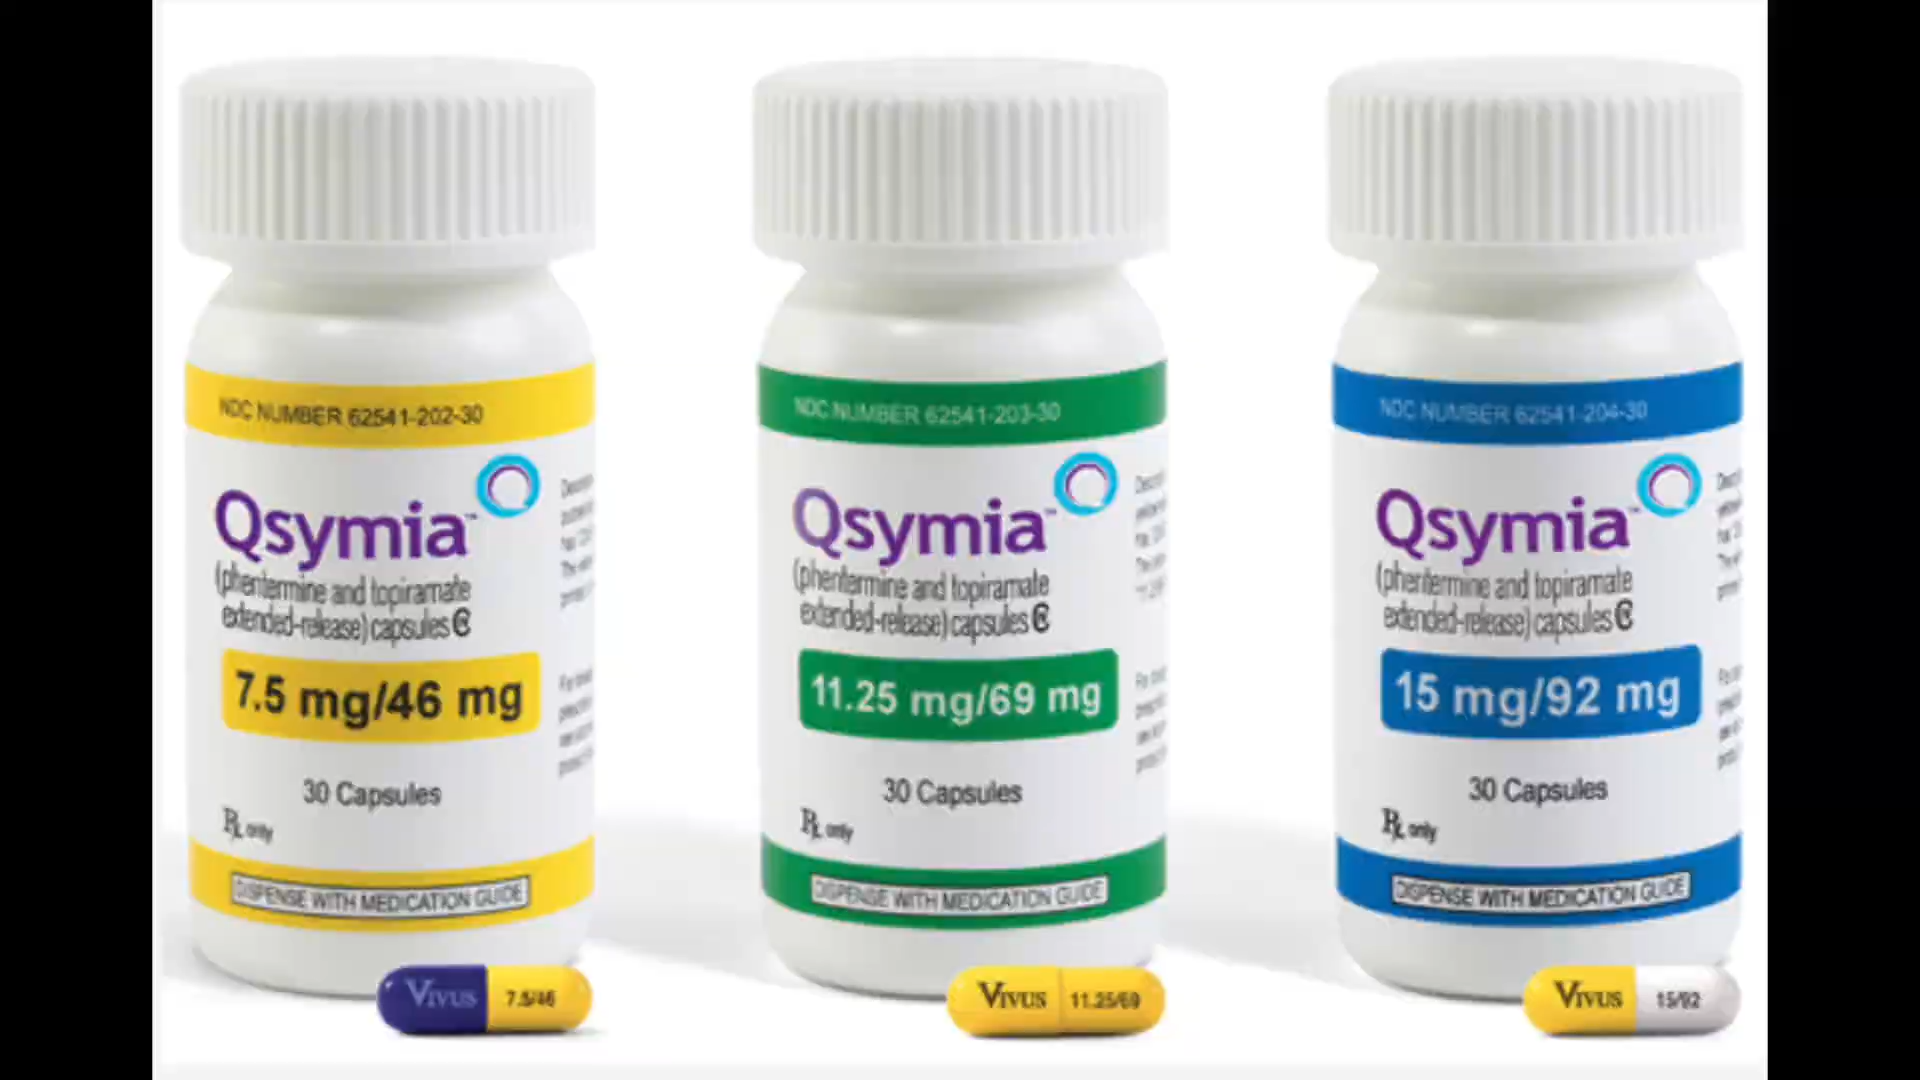 NDC NUMBER 62541-202-30
Qsymia™
(phentermine and topiramate
extended-release) capsules C
7.5 mg/46 mg
30 Capsules
Rx only
DISPENSE WITH MEDICATION GUIDE
VIVUS 7.5/46
NDC NUMBER 62541-203-30
Qsymia™
(phentermine and topiramate
extended-release) capsules C
11.25 mg/69 mg
30 Capsules
Rx only
DISPENSE WITH MEDICATION GUIDE
VIVUS 11.25/69
NDC NUMBER 62541-204-30
Qsymia™
(phentermine and topiramate
extended-release) capsules C
15 mg/92 mg
30 Capsules
Rx only
DISPENSE WITH MEDICATION GUIDE
VIVUS 15/92